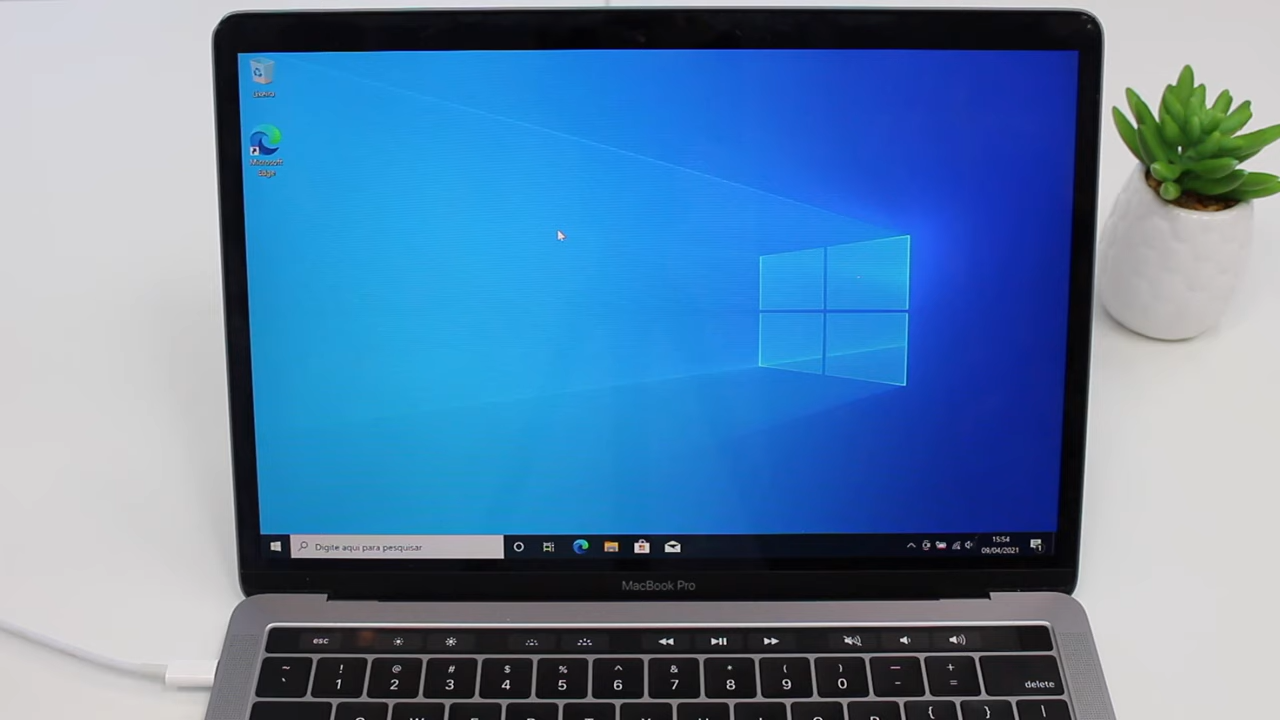 Lixeira
Microsoft
Edge
Digite aqui para pesquisar
15:54
09/04/2021
1
MacBook Pro
esc
~ ! @ # $ % ^ & * ( ) — +
` 1 2 3 4 5 6 7 8 9 0 - = delete
{ } |